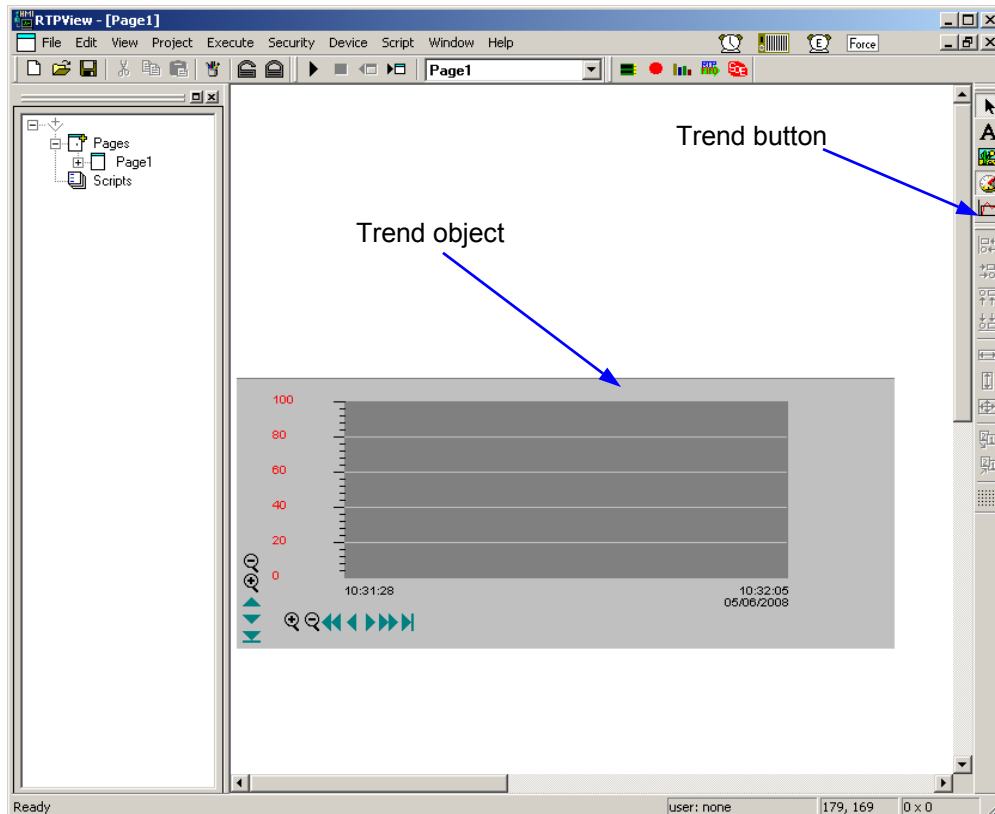 RTPView - [Page1]
File Edit View Project Execute Security Device Script Window Help
E
Force
Page1
Pages
Page1
Scripts
Trend button
A
Trend object
100
80
60
40
20
0
10:31:28
10:32:05
05/06/2008
Ready
user: none
179, 169
0 x 0